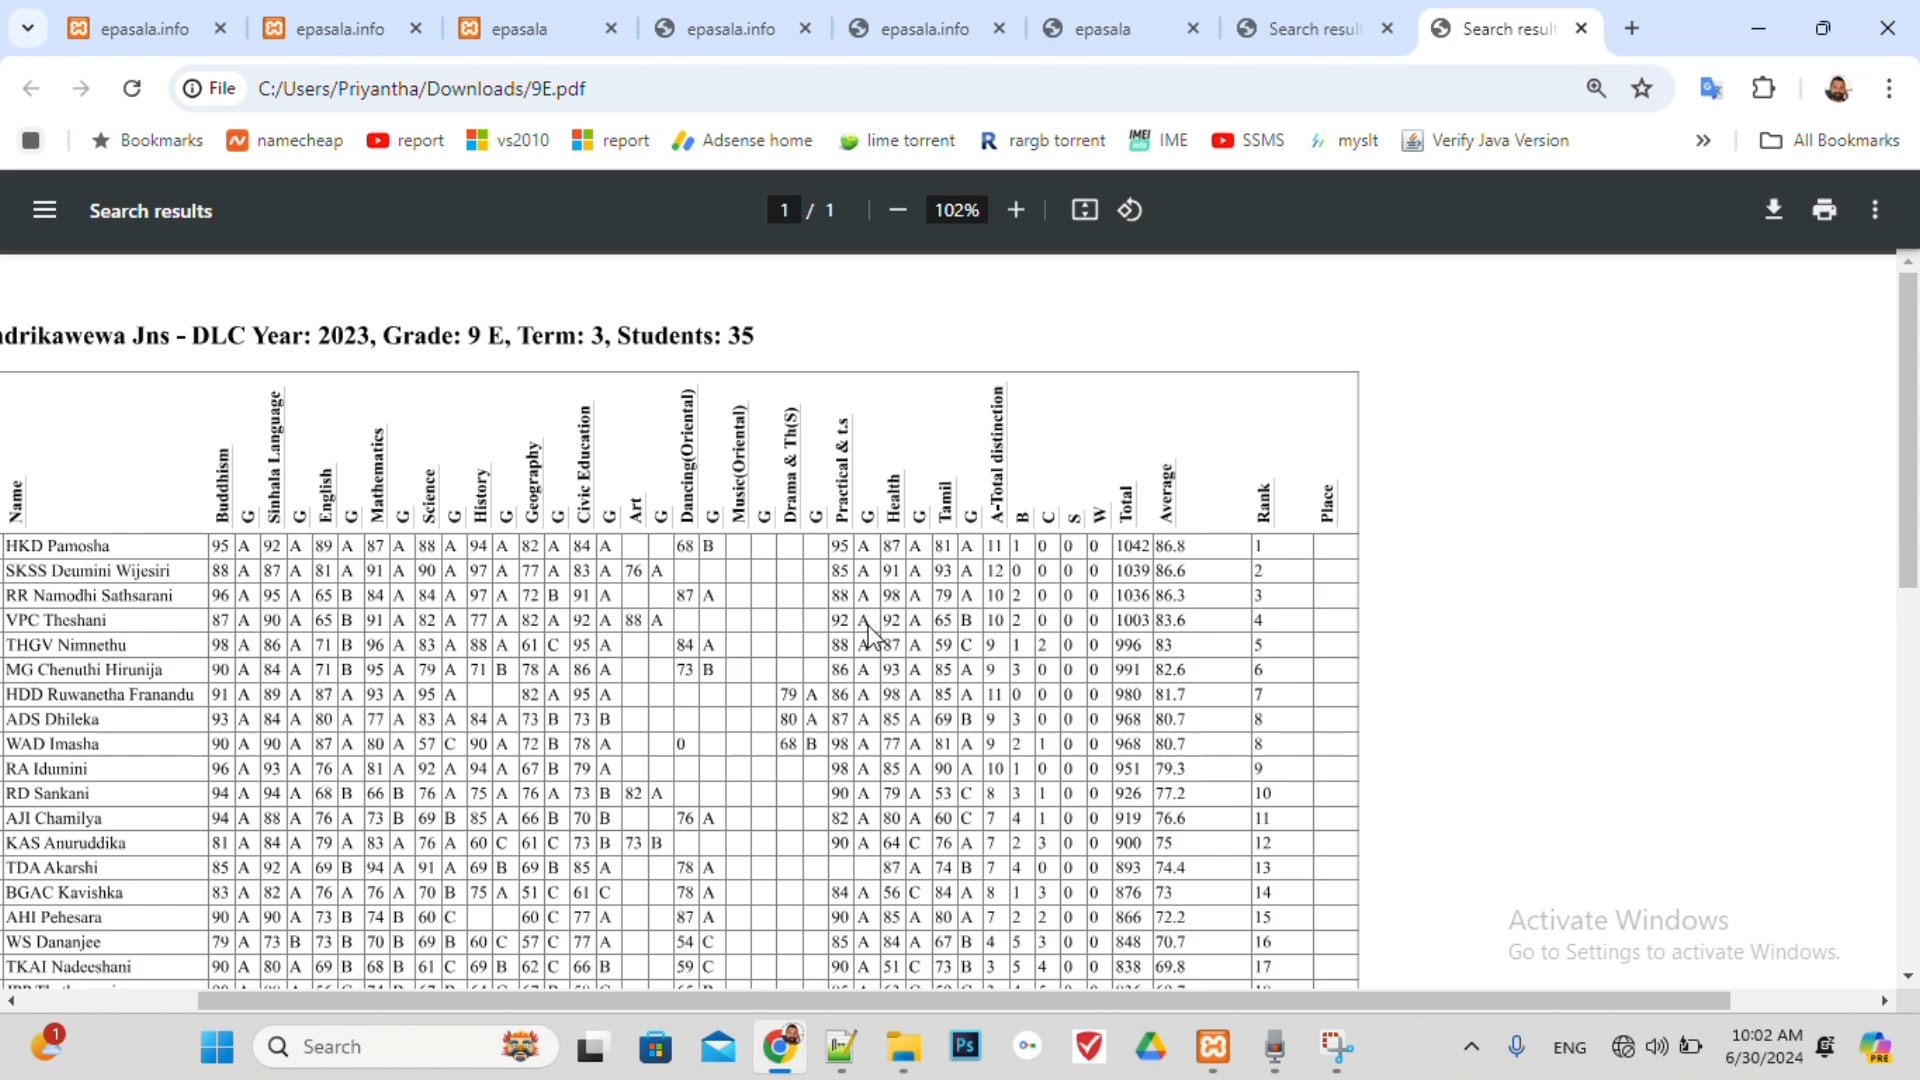 epasala.info epasala.info epasala epasala.info epasala.info epasala Search result Search result
File C:/Users/Priyantha/Downloads/9E.pdf
Bookmarks namecheap report vs2010 report Adsense home lime torrent rargb torrent IME SSMS myslt Verify Java Version » All Bookmarks
Search results 1 / 1 102%
drikawewa Jns - DLC Year: 2023, Grade: 9 E, Term: 3, Students: 35
Name Buddhism G Sinhala Language G English G Mathematics G Science G History G Geography G Civic Education G Art G Dancing(Oriental) G Music(Oriental) G Drama & Th(S) G Practical & t.s G Health G Tamil G A-Total distinction B C S W Total Average Rank Place
HKD Pamosha 95 A 92 A 89 A 87 A 88 A 94 A 82 A 84 A 68 B 95 A 87 A 81 A 11 1 0 0 0 1042 86.8 1
SKSS Deumini Wijesiri 88 A 87 A 81 A 91 A 90 A 97 A 77 A 83 A 76 A 85 A 91 A 93 A 12 0 0 0 0 1039 86.6 2
RR Namodhi Sathsarani 96 A 95 A 65 B 84 A 84 A 97 A 72 B 91 A 87 A 88 A 98 A 79 A 10 2 0 0 0 1036 86.3 3
VPC Theshani 87 A 90 A 65 B 91 A 82 A 77 A 82 A 92 A 88 A 92 A 92 A 65 B 10 2 0 0 0 1003 83.6 4
THGV Nimnethu 98 A 86 A 71 B 96 A 83 A 88 A 61 C 95 A 84 A 88 A 87 A 59 C 9 1 2 0 0 996 83 5
MG Chenuthi Hirunija 90 A 84 A 71 B 95 A 79 A 71 B 78 A 86 A 73 B 86 A 93 A 85 A 9 3 0 0 0 991 82.6 6
HDD Ruwanetha Franandu 91 A 89 A 87 A 93 A 95 A 82 A 95 A 79 A 86 A 98 A 85 A 11 0 0 0 0 980 81.7 7
ADS Dhileka 93 A 84 A 80 A 77 A 83 A 84 A 73 B 73 B 80 A 87 A 85 A 69 B 9 3 0 0 0 968 80.7 8
WAD Imasha 90 A 90 A 87 A 80 A 57 C 90 A 72 B 78 A 0 68 B 98 A 77 A 81 A 9 2 1 0 0 968 80.7 8
RA Idumini 96 A 93 A 76 A 81 A 92 A 94 A 67 B 79 A 98 A 85 A 90 A 10 1 0 0 0 951 79.3 9
RD Sankani 94 A 94 A 68 B 66 B 76 A 75 A 76 A 73 B 82 A 90 A 79 A 53 C 8 3 1 0 0 926 77.2 10
AJI Chamilya 94 A 88 A 76 A 73 B 69 B 85 A 66 B 70 B 76 A 82 A 80 A 60 C 7 4 1 0 0 919 76.6 11
KAS Anuruddika 81 A 84 A 79 A 83 A 76 A 60 C 61 C 73 B 73 B 90 A 64 C 76 A 7 2 3 0 0 900 75 12
TDA Akarshi 85 A 92 A 69 B 94 A 91 A 69 B 69 B 85 A 78 A 87 A 74 B 7 4 0 0 0 893 74.4 13
BGAC Kavishka 83 A 82 A 76 A 76 A 70 B 75 A 51 C 61 C 78 A 84 A 56 C 84 A 8 1 3 0 0 876 73 14
AHI Pehesara 90 A 90 A 73 B 74 B 60 C 60 C 77 A 87 A 90 A 85 A 80 A 7 2 2 0 0 866 72.2 15
WS Dananjee 79 A 73 B 73 B 70 B 69 B 60 C 57 C 77 A 54 C 85 A 84 A 67 B 4 5 3 0 0 848 70.7 16
TKAI Nadeeshani 90 A 80 A 69 B 68 B 61 C 69 B 62 C 66 B 59 C 90 A 51 C 73 B 3 5 4 0 0 838 69.8 17
Activate Windows
Go to Settings to activate Windows.
1 Search Ps ENG 10:02 AM
6/30/2024 PRE